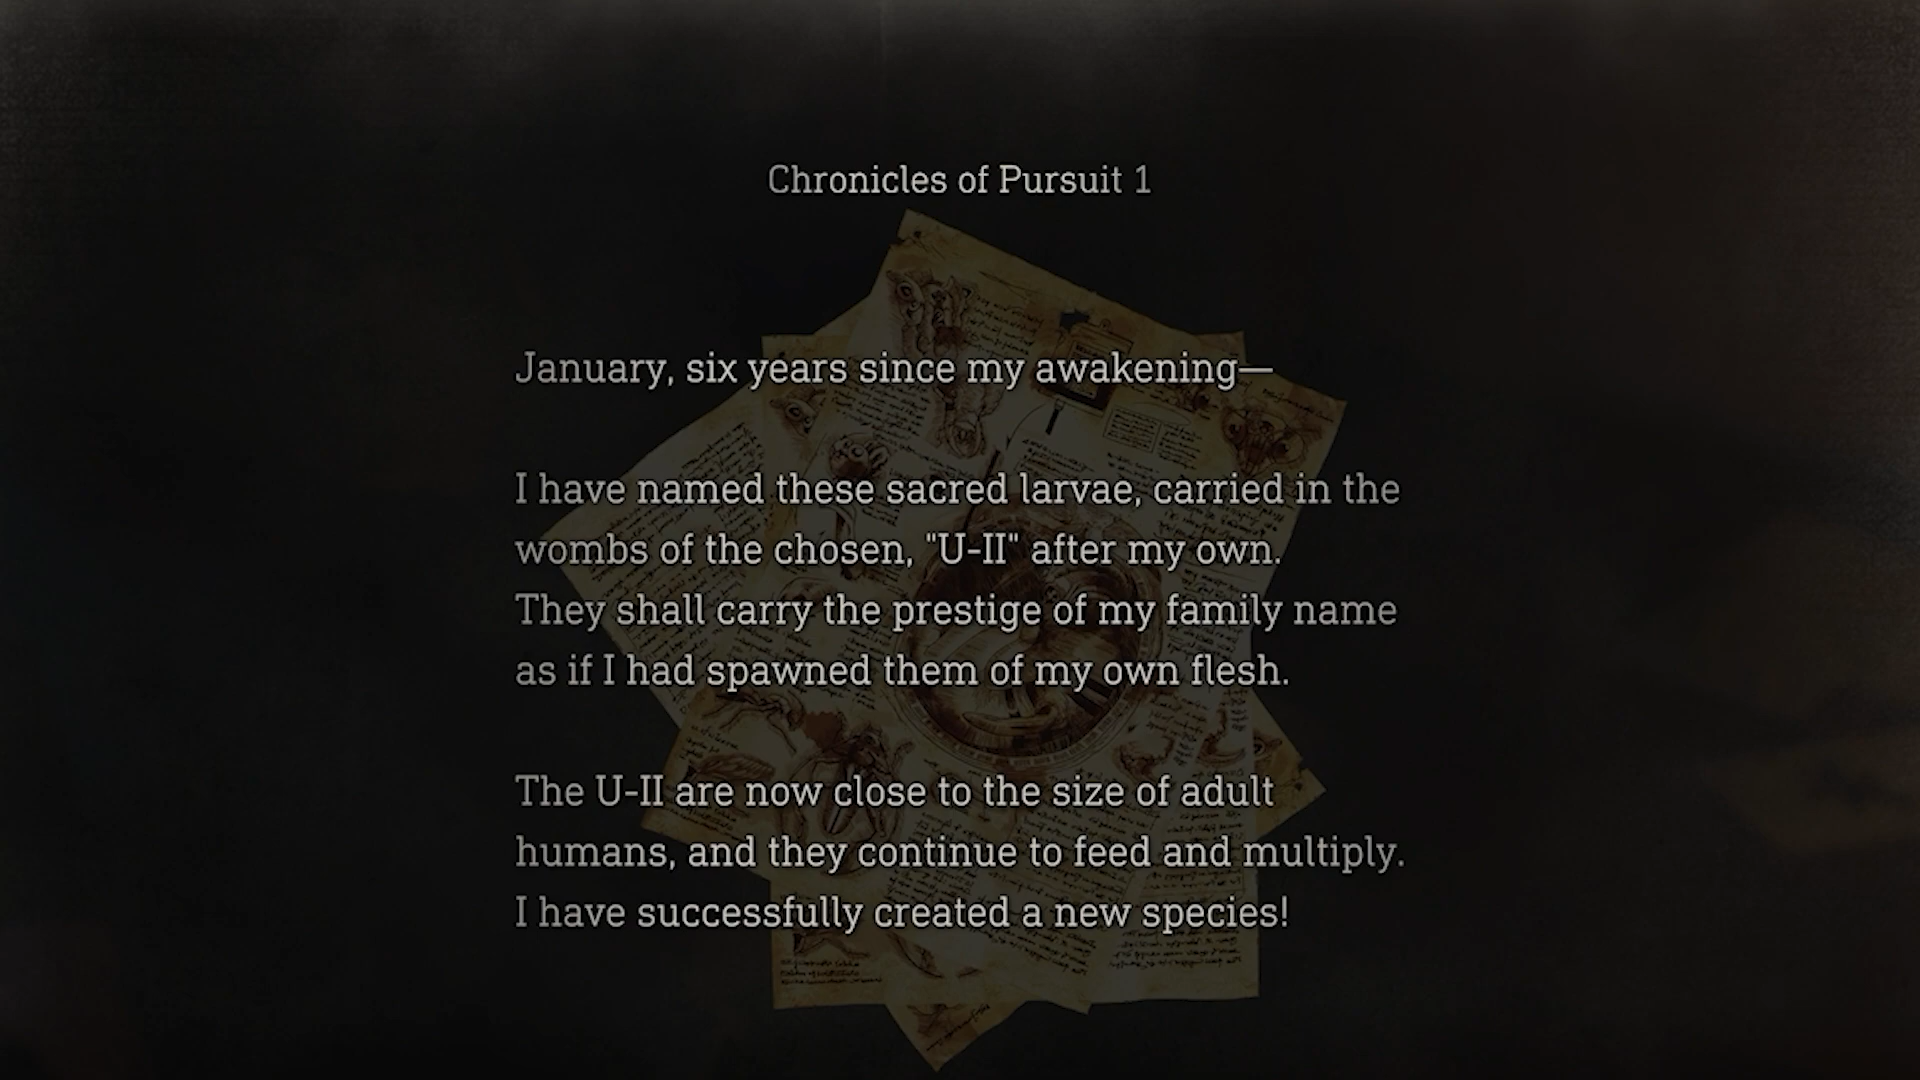 Chronicles of Pursuit 1
January, six years since my awakening—
I have named these sacred larvae, carried in the
wombs of the chosen, "U-II" after my own.
They shall carry the prestige of my family name
as if I had spawned them of my own flesh.
The U-II are now close to the size of adult
humans, and they continue to feed and multiply.
I have successfully created a new species!